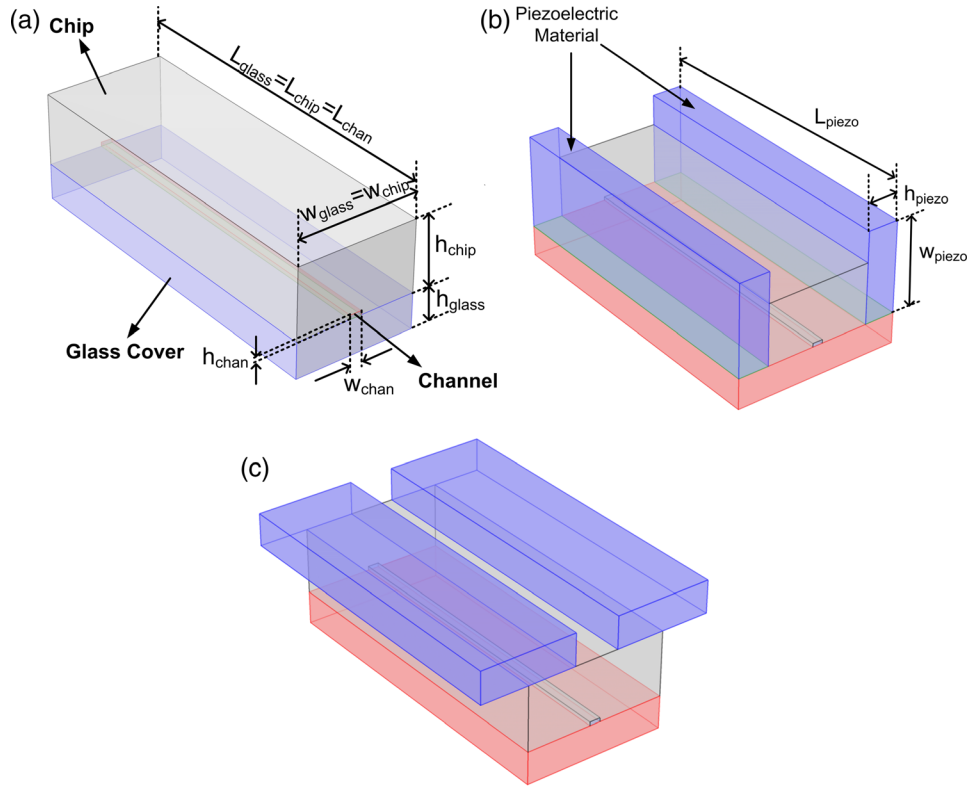 (a)
Chip
Lglass=Lchip=Lchan
wglass=wchip
hchip
hglass
Glass Cover
hchan
wchan
Channel
(b)
Piezoelectric
Material
Lpiezo
hpiezo
wpiezo
(c)